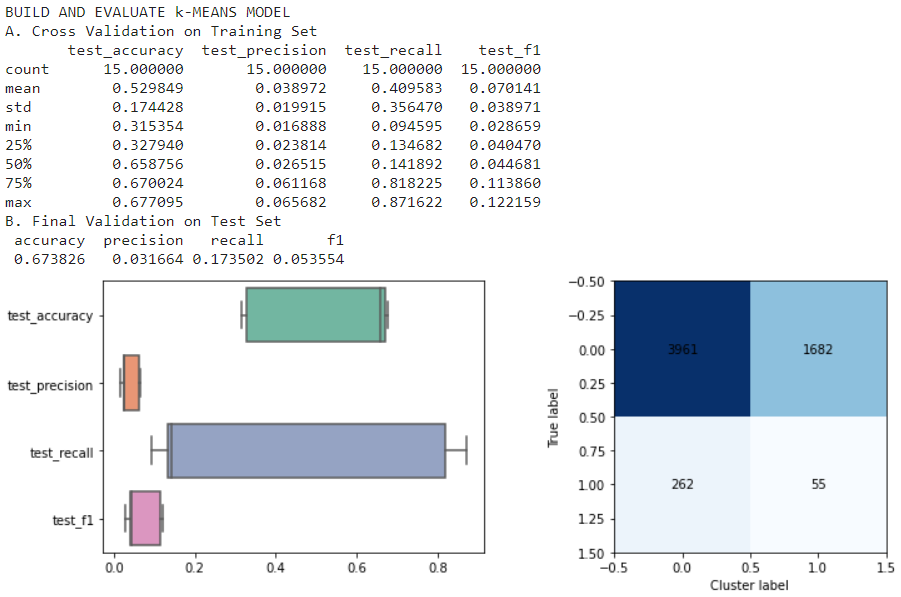 BUILD AND EVALUATE k-MEANS MODEL
A. Cross Validation on Training Set
test_accuracy test_precision test_recall test_f1
count 15.000000 15.000000 15.000000 15.000000
mean 0.529849 0.038972 0.409583 0.070141
std 0.174428 0.019915 0.356470 0.038971
min 0.315354 0.016888 0.094595 0.028659
25% 0.327940 0.023814 0.134682 0.040470
50% 0.658756 0.026515 0.141892 0.044681
75% 0.670024 0.061168 0.818225 0.113860
max 0.677095 0.065682 0.871622 0.122159
B. Final Validation on Test Set
accuracy precision recall f1
0.673826 0.031664 0.173502 0.053554
test_accuracy
test_precision
test_recall
test_f1
0.0 0.2 0.4 0.6 0.8
−0.50
−0.25
0.00
0.25
0.50
0.75
1.00
1.25
1.50
True label
3961 1682
262 55
−0.5 0.0 0.5 1.0 1.5
Cluster label